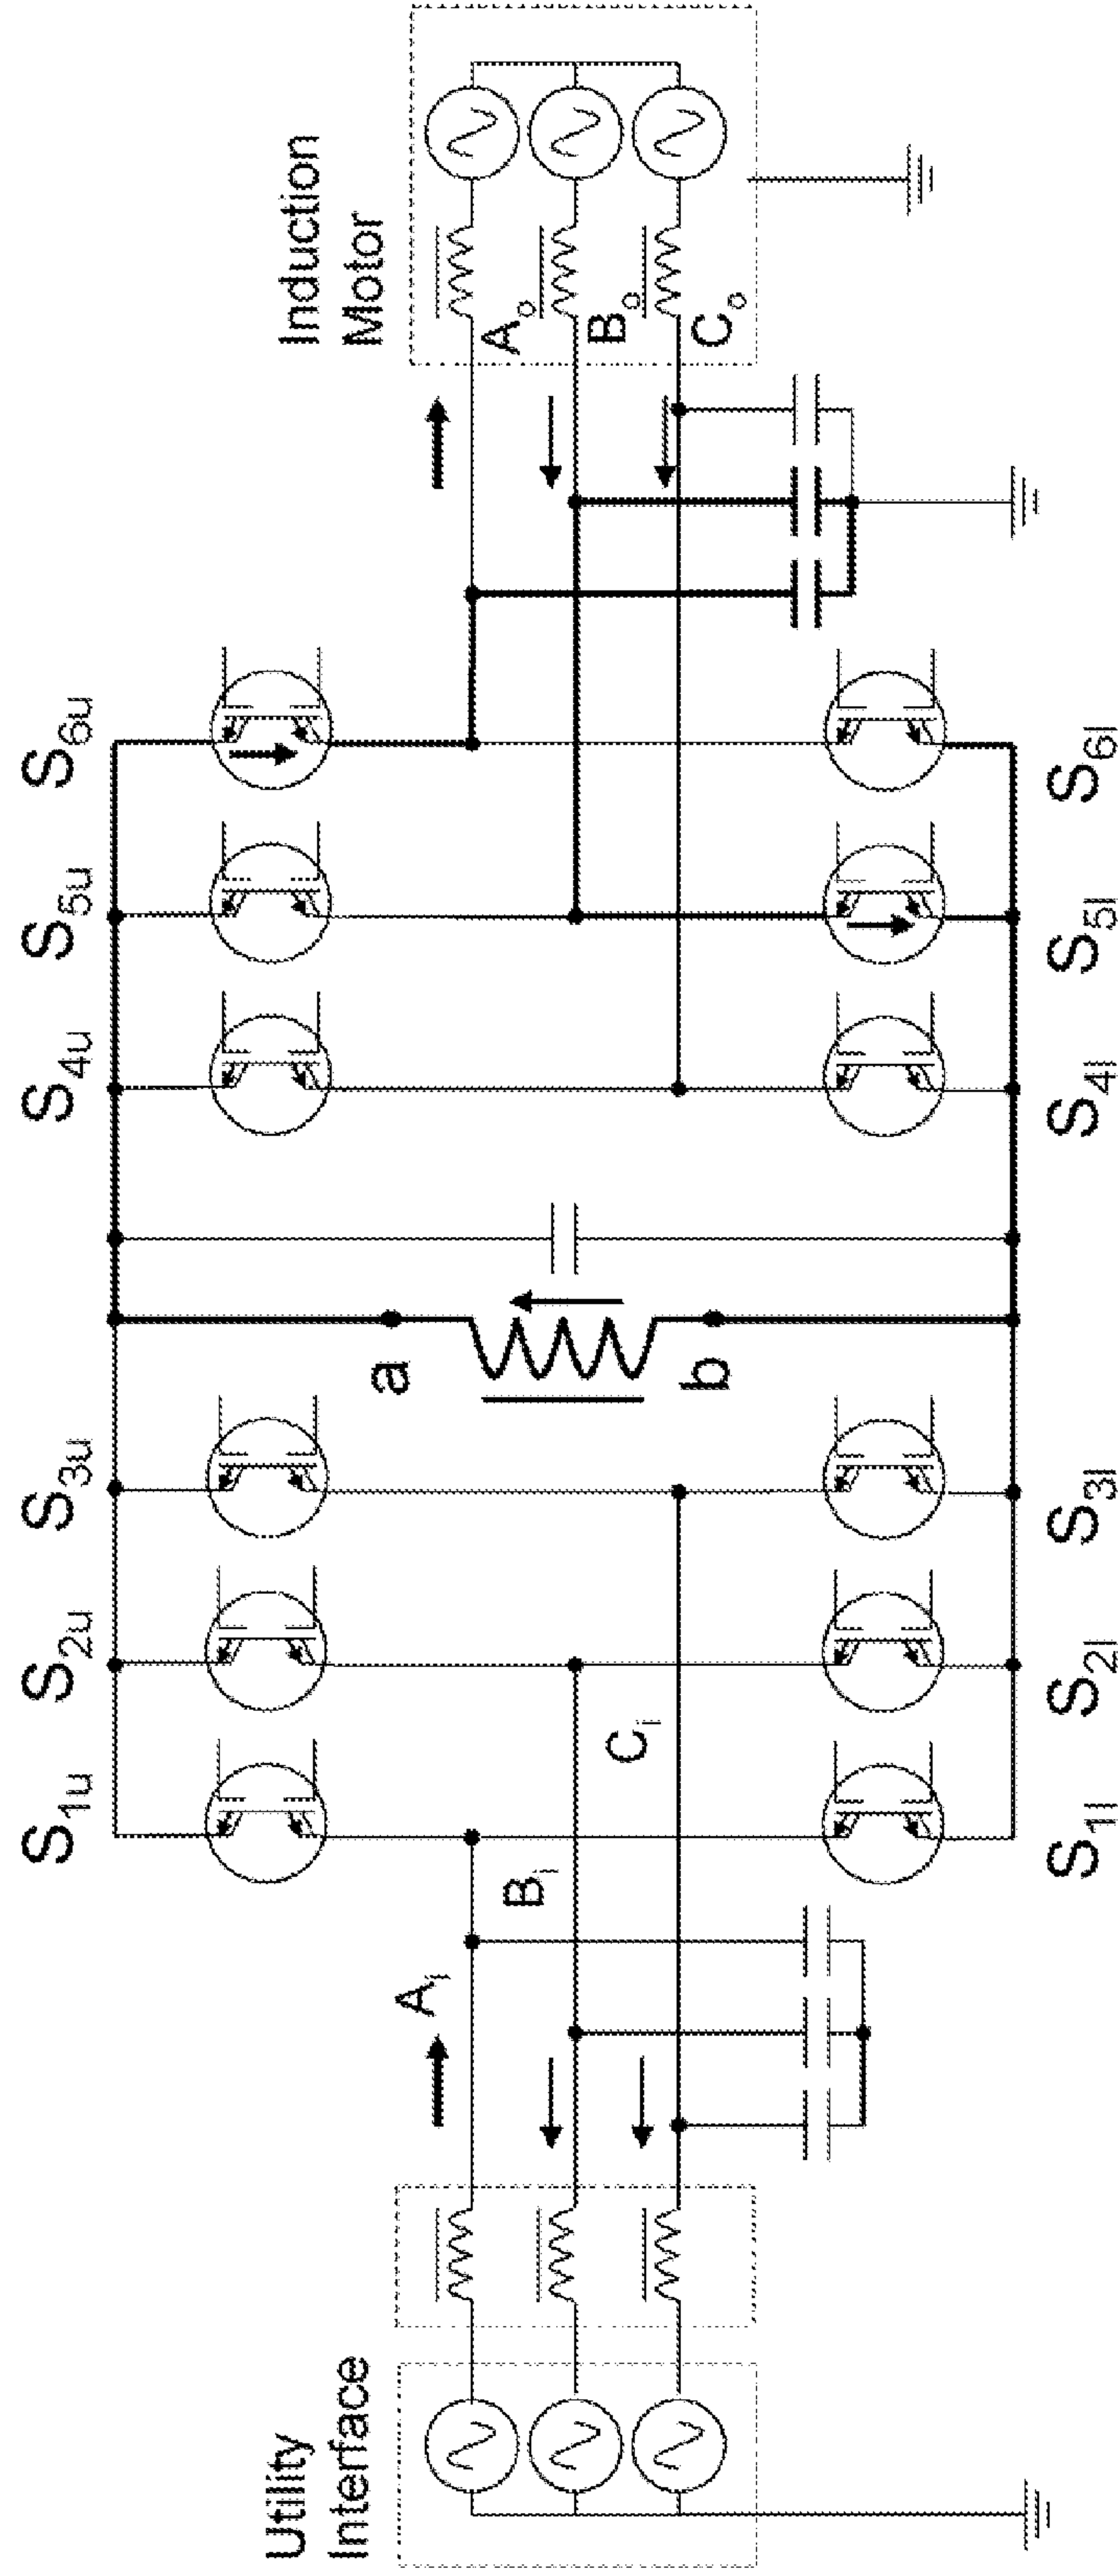 Utility
Interface
Induction
Motor
S1u
S2u
S3u
S4u
S5u
S6u
a
b
Ai
Bi
Ci
Ao
Bo
Co
S1l
S2l
S3l
S4l
S5l
S6l